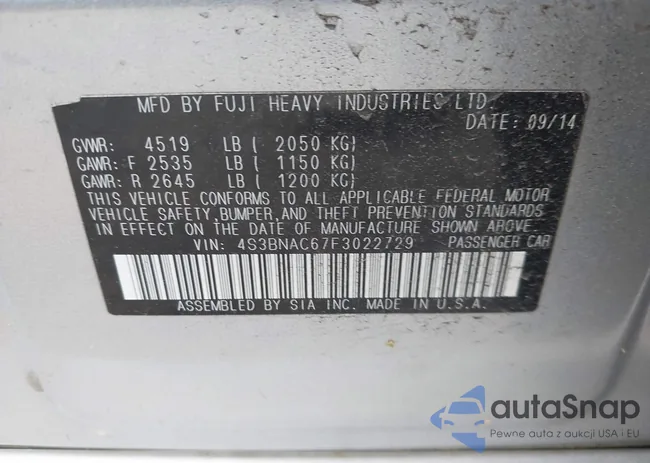 MFD BY FUJI HEAVY INDUSTRIES LTD.
DATE: 09/14
GVWR: 4519 LB ( 2050 KG)
GAWR: F 2535 LB ( 1150 KG)
GAWR: R 2645 LB ( 1200 KG)
THIS VEHICLE CONFORMS TO ALL APPLICABLE FEDERAL MOTOR
VEHICLE SAFETY, BUMPER, AND THEFT PREVENTION STANDARDS
IN EFFECT ON THE DATE OF MANUFACTURE SHOWN ABOVE.
VIN: 4S3BNAC67F3022729 PASSENGER CAR
ASSEMBLED BY SIA INC. MADE IN U.S.A.
autaSnap
Pewne auta z aukcji USA i EU